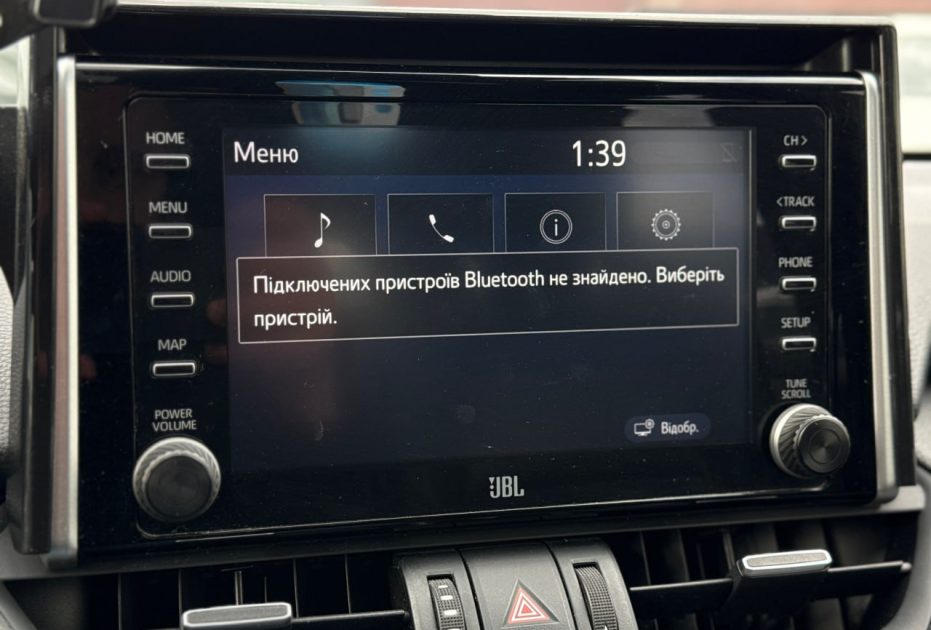 HOME
MENU
AUDIO
MAP
POWER
VOLUME
Меню
1:39
Підключених пристроїв Bluetooth не знайдено. Виберіть
пристрій.
Відобр.
JBL
CH >
< TRACK
PHONE
SETUP
TUNE
SCROLL